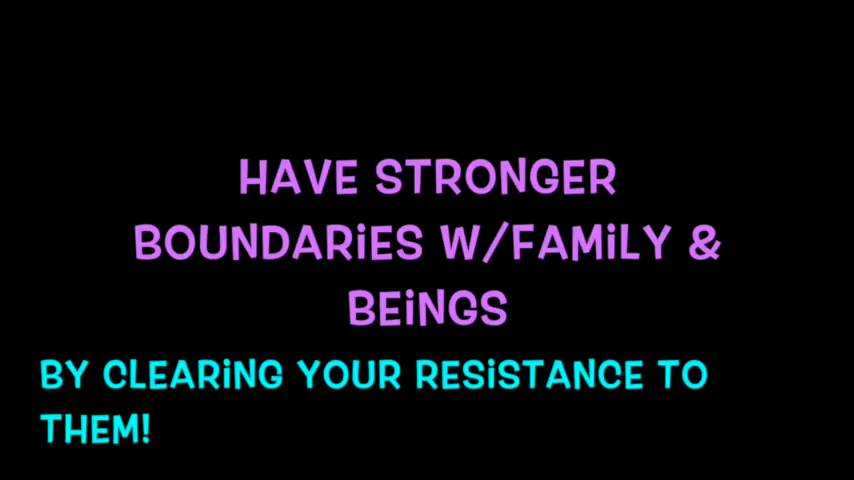 HAVE STRONGER
BOUNDARiES W/FAMiLY &
BEiNGS
BY CLEARiNG YOUR RESiSTANCE TO
THEM!